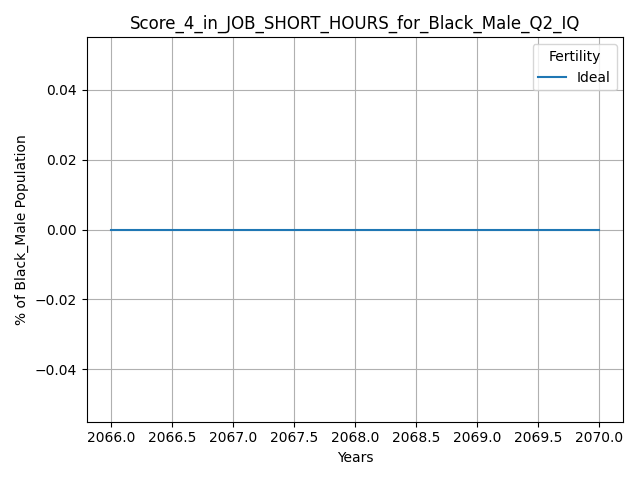 Score_4_in_JOB_SHORT_HOURS_for_Black_Male_Q2_IQ
Fertility
Ideal
0.04
0.02
0.00
−0.02
−0.04
% of Black_Male Population
2066.0 2066.5 2067.0 2067.5 2068.0 2068.5 2069.0 2069.5 2070.0
Years